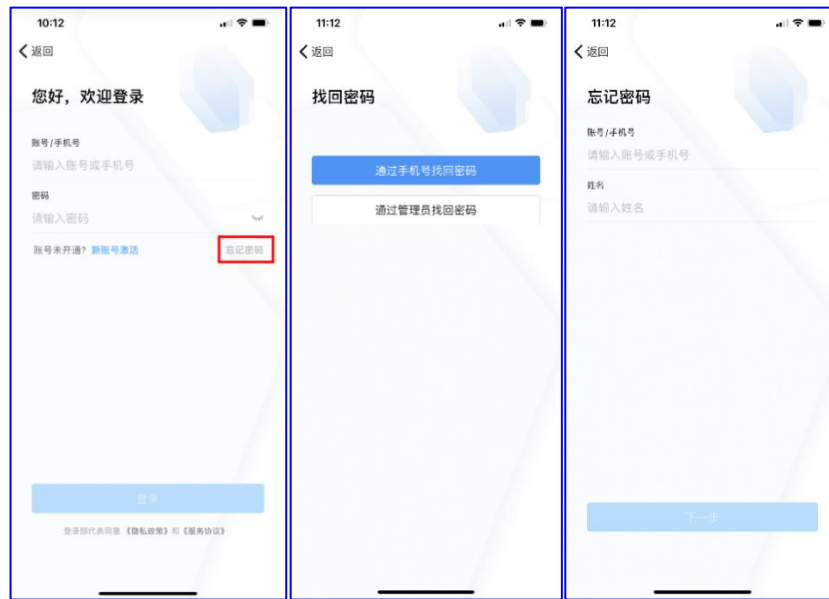 10:12
返回
您好，欢迎登录
账号/手机号
请输入账号或手机号
密码
请输入密码
账号未开通？新账号激活
忘记密码
登录
登录即代表同意《隐私政策》和《服务协议》
11:12
返回
找回密码
通过手机号找回密码
通过管理员找回密码
11:12
返回
忘记密码
账号/手机号
请输入账号或手机号
姓名
请输入姓名
下一步